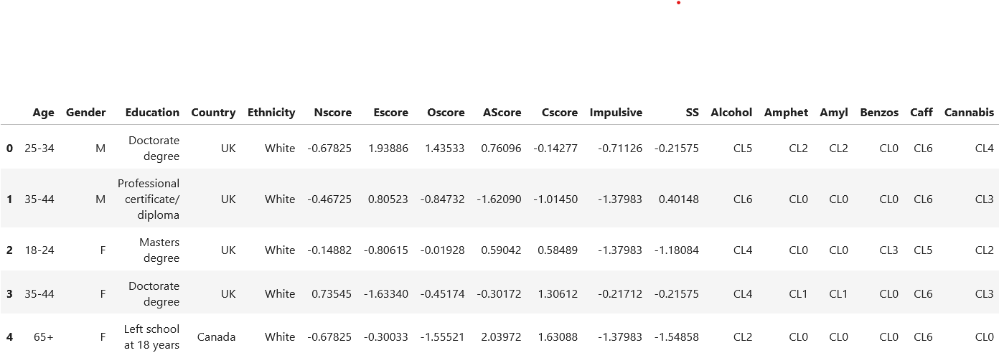 Age Gender Education Country Ethnicity Nscore Escore Oscore AScore Cscore Impulsive SS Alcohol Amphet Amyl Benzos Caff Cannabis
0 25-34 M Doctorate degree UK White -0.67825 1.93886 1.43533 0.76096 -0.14277 -0.71126 -0.21575 CL5 CL2 CL2 CL0 CL6 CL4
1 35-44 M Professional certificate/ diploma UK White -0.46725 0.80523 -0.84732 -1.62090 -1.01450 -1.37983 0.40148 CL6 CL0 CL0 CL0 CL6 CL3
2 18-24 F Masters degree UK White -0.14882 -0.80615 -0.01928 0.59042 0.58489 -1.37983 -1.18084 CL4 CL0 CL0 CL3 CL5 CL2
3 35-44 F Doctorate degree UK White 0.73545 -1.63340 -0.45174 -0.30172 1.30612 -0.21712 -0.21575 CL4 CL1 CL1 CL0 CL6 CL3
4 65+ F Left school at 18 years Canada White -0.67825 -0.30033 -1.55521 2.03972 1.63088 -1.37983 -1.54858 CL2 CL0 CL0 CL0 CL6 CL0